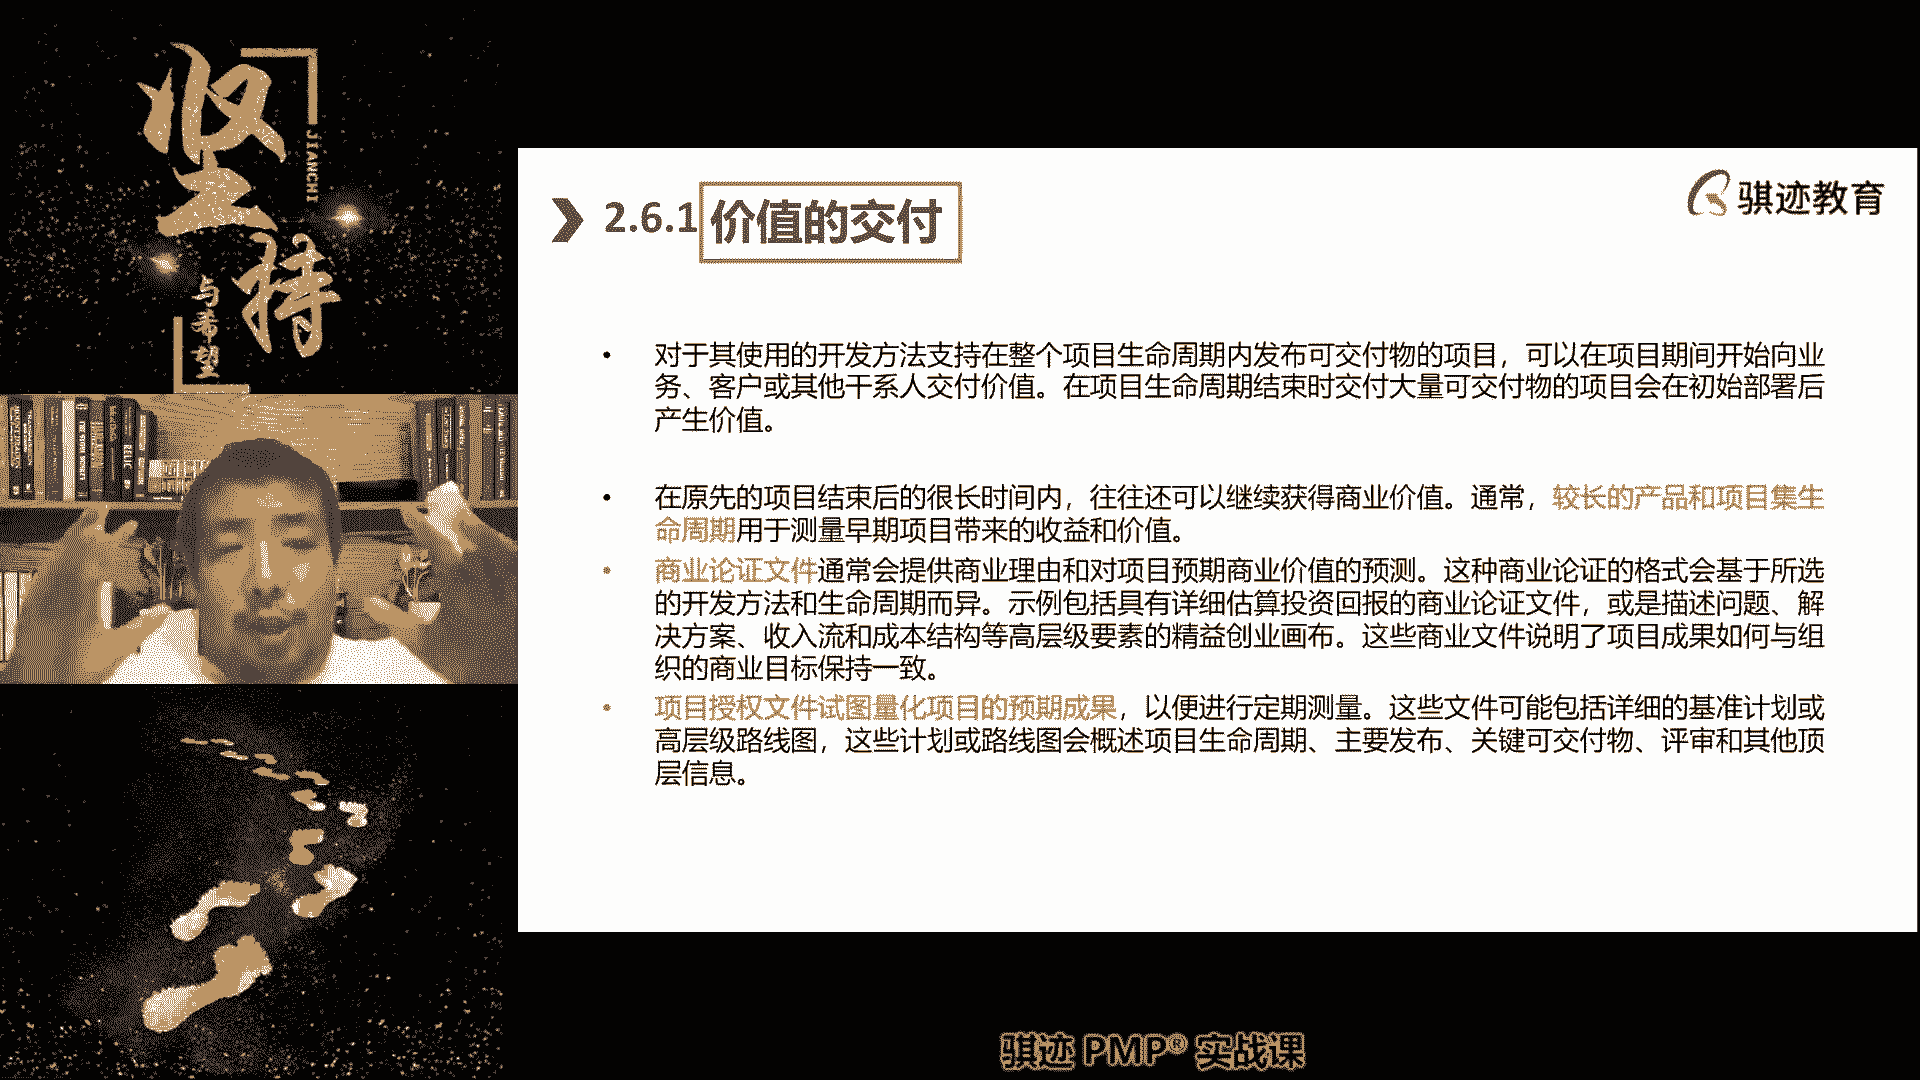 坚持
JIANCHI
与希望
骐迹教育
2.6.1价值的交付
• 对于其使用的开发方法支持在整个项目生命周期内发布可交付物的项目，可以在项目期间开始向业
务、客户或其他干系人交付价值。在项目生命周期结束时交付大量可交付物的项目会在初始部署后
产生价值。
• 在原先的项目结束后的很长时间内，往往还可以继续获得商业价值。通常，较长的产品和项目集生
命周期用于测量早期项目带来的收益和价值。
• 商业论证文件通常会提供商业理由和对项目预期商业价值的预测。这种商业论证的格式会基于所选
的开发方法和生命周期而异。示例包括具有详细估算投资回报的商业论证文件，或是描述问题、解
决方案、收入流和成本结构等高层级要素的精益创业画布。这些商业文件说明了项目成果如何与组
织的商业目标保持一致。
• 项目授权文件试图量化项目的预期成果，以便进行定期测量。这些文件可能包括详细的基准计划或
高层级路线图，这些计划或路线图会概述项目生命周期、主要发布、关键可交付物、评审和其他顶
层信息。
骐迹 PMP® 实战课